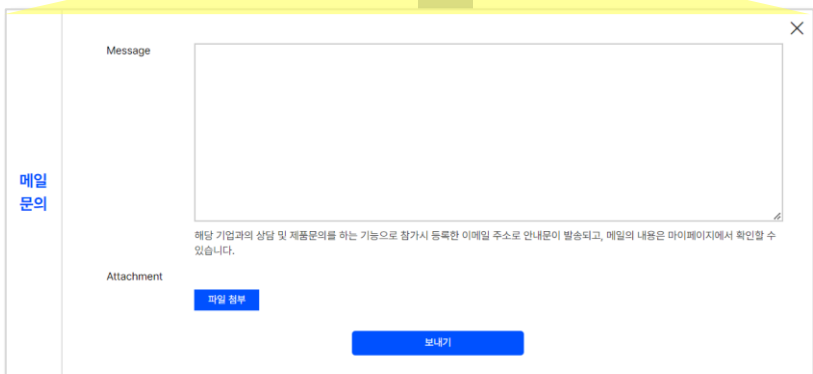 Message
메일
문의
해당 기업과의 상담 및 제품문의를 하는 기능으로 참가시 등록한 이메일 주소로 안내문이 발송되고, 메일의 내용은 마이페이지에서 확인할 수
있습니다.
Attachment
파일 첨부
보내기